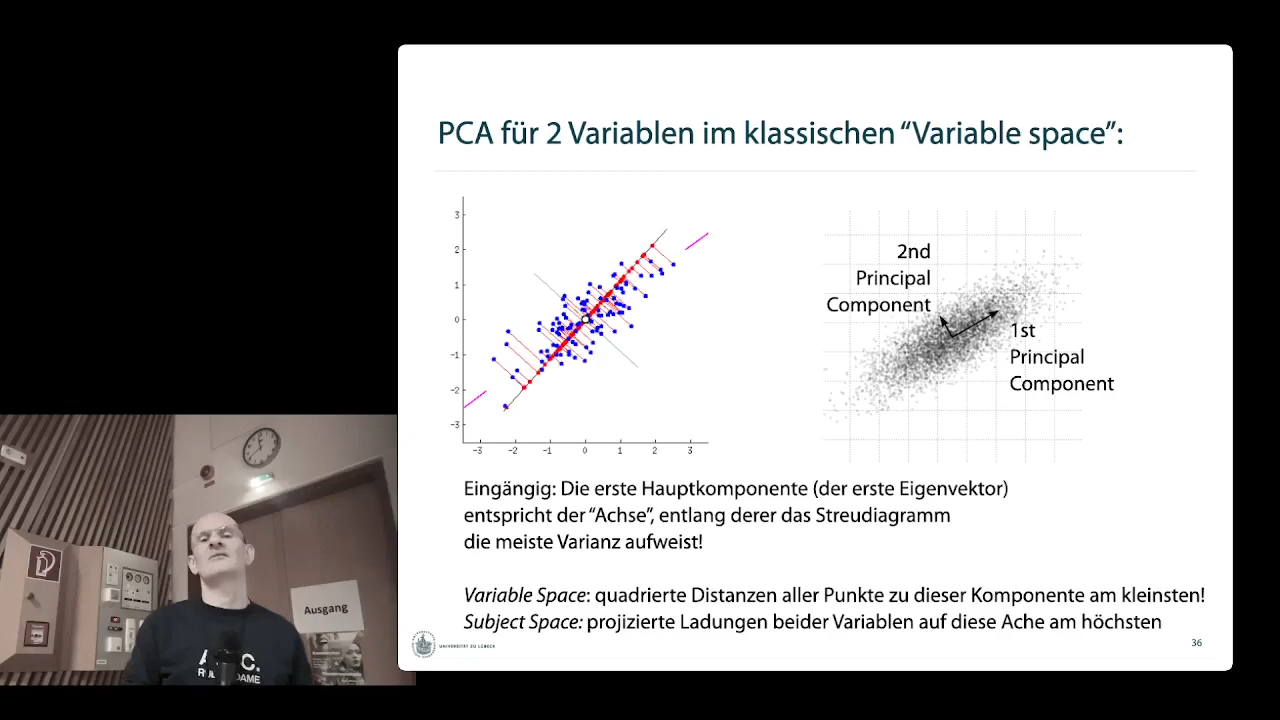 PCA für 2 Variablen im klassischen “Variable space”:
3
2
1
0
-1
-2
-3
-3
-2
-1
0
1
2
3
2nd
Principal
Component
1st
Principal
Component
Eingängig: Die erste Hauptkomponente (der erste Eigenvektor)
entspricht der “Achse”, entlang derer das Streudiagramm
die meiste Varianz aufweist!
Variable Space: quadrierte Distanzen aller Punkte zu dieser Komponente am kleinsten!
Subject Space: projizierte Ladungen beider Variablen auf diese Ache am höchsten
UNIVERSITÄT ZU LÜBECK
36
Ausgang